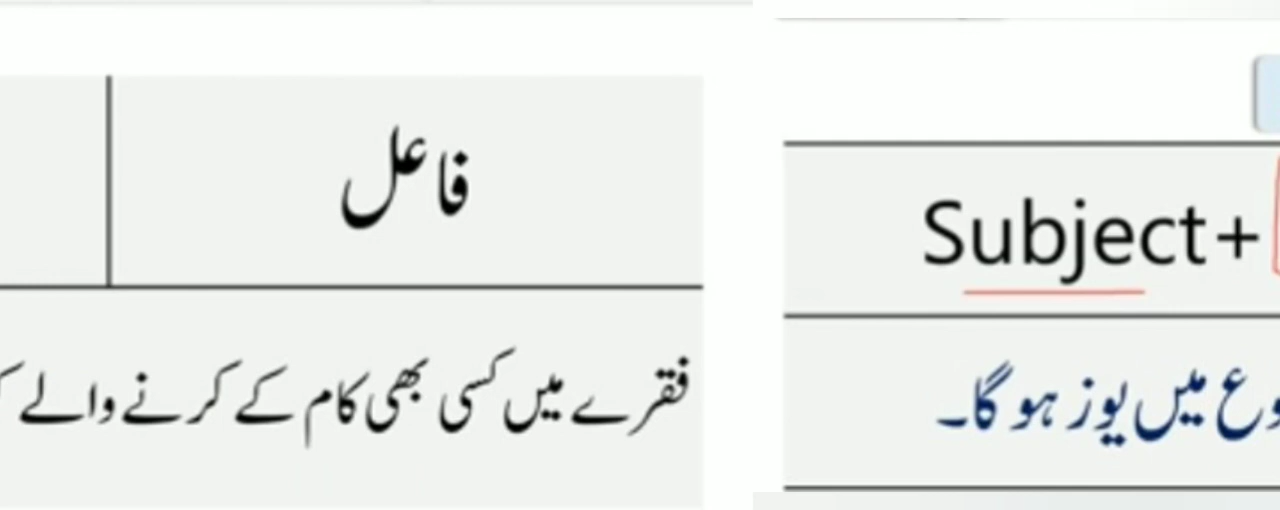 فاعل
فقرے میں کسی بھی کام کے کرنے والے
Subject+
میں یوز ہو گا۔